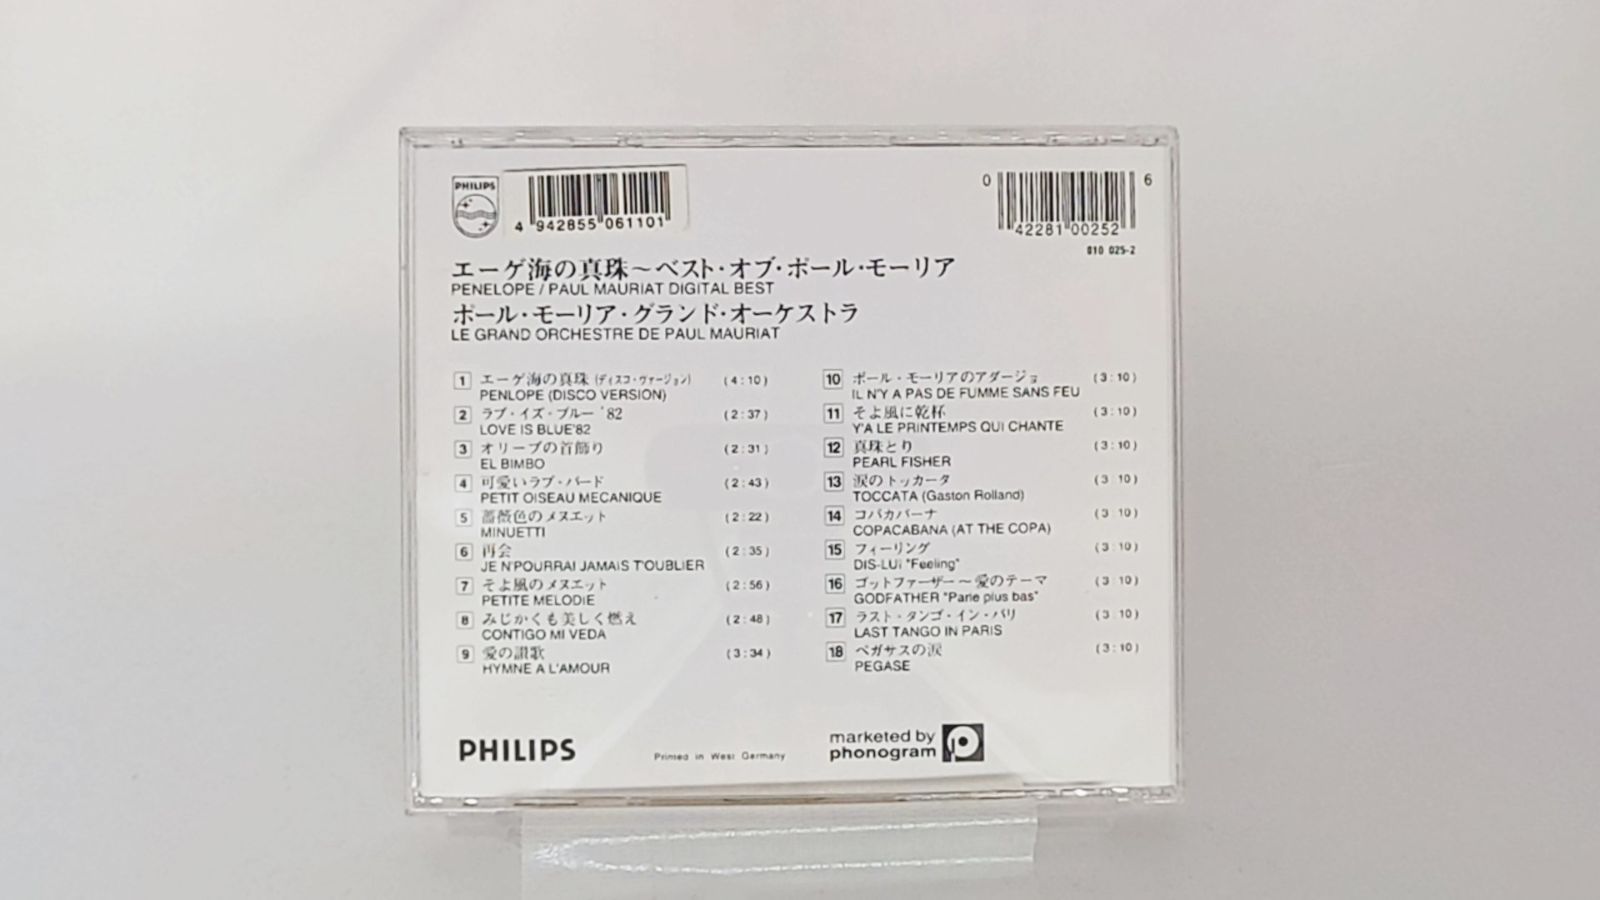 PHILIPS
4 942855 061101
0 42281 00252 6
010 025-2
エーゲ海の真珠～ベスト・オブ・ポール・モーリア
PENELOPE / PAUL MAURIAT DIGITAL BEST
ポール・モーリア・グランド・オーケストラ
LE GRAND ORCHESTRE DE PAUL MAURIAT
1 エーゲ海の真珠 (ディスコ・ヴァージョン) (4:10)
PENLOPE (DISCO VERSION)
2 ラブ・イズ・ブルー '82 (2:37)
LOVE IS BLUE'82
3 オリーブの首飾り (2:31)
EL BIMBO
4 可愛いラブ・バード (2:43)
PETIT OISEAU MECANIQUE
5 薔薇色のメヌエット (2:22)
MINUETTI
6 再会 (2:35)
JE N'POURRAI JAMAIS T'OUBLIER
7 そよ風のメヌエット (2:56)
PETITE MELODIE
8 みじかくも美しく燃え (2:48)
CONTIGO MI VEDA
9 愛の讃歌 (3:34)
HYMNE A L'AMOUR
10 ポール・モーリアのアダージョ (3:10)
IL N'Y A PAS DE FUMME SANS FEU
11 そよ風に乾杯 (3:10)
Y'A LE PRINTEMPS QUI CHANTE
12 真珠とり (3:10)
PEARL FISHER
13 涙のトッカータ (3:10)
TOCCATA (Gaston Rolland)
14 コパカバーナ (3:10)
COPACABANA (AT THE COPA)
15 フィーリング (3:10)
DIS-LUi "Feeling"
16 ゴットファーザー～愛のテーマ (3:10)
GODFATHER "Parie plus bas"
17 ラスト・タンゴ・イン・パリ (3:10)
LAST TANGO IN PARIS
18 ペガサスの涙 (3:10)
PEGASE
PHILIPS
Printed in West Germany
marketed by
phonogram